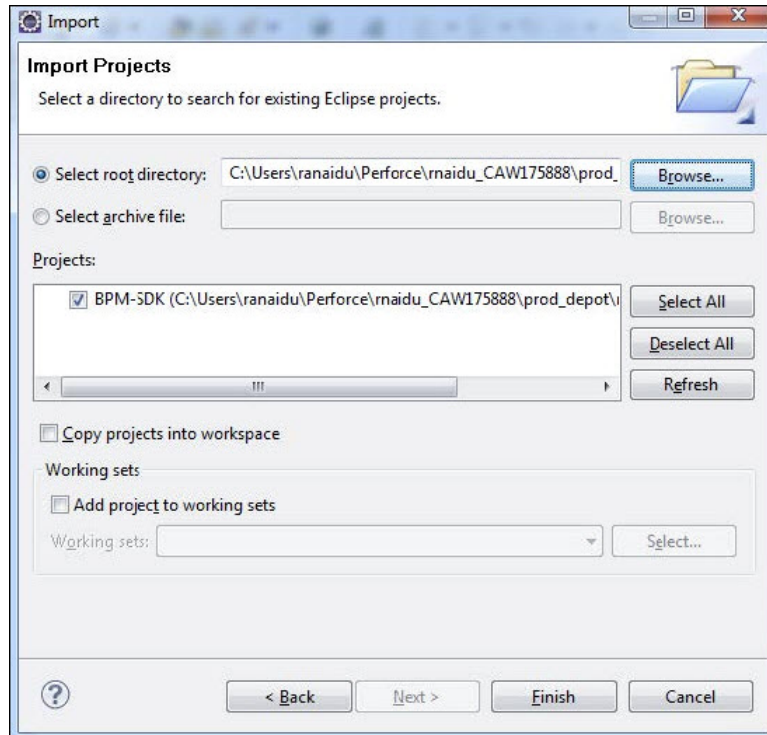 Import
Import Projects
Select a directory to search for existing Eclipse projects.
Select root directory: C:\Users\ranaidu\Perforce\rnaidu_CAW175888\prod_ Browse...
Select archive file: Browse...
Projects:
BPM-SDK (C:\Users\ranaidu\Perforce\rnaidu_CAW175888\prod_depot\
Select All
Deselect All
Refresh
Copy projects into workspace
Working sets
Add project to working sets
Working sets: Select...
? < Back Next > Finish Cancel